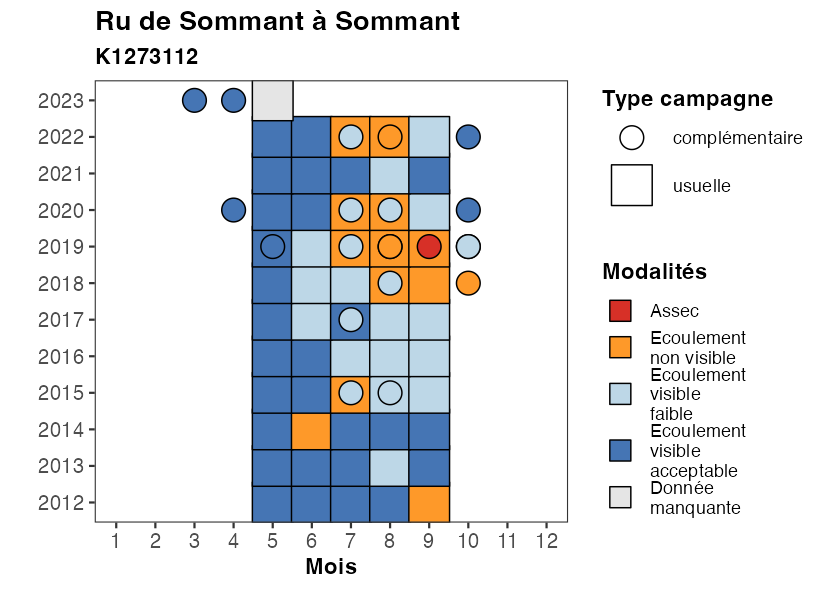 Ru de Sommant à Sommant
K1273112
2023
2022
2021
2020
2019
2018
2017
2016
2015
2014
2013
2012
1 2 3 4 5 6 7 8 9 10 11 12
Mois
Type campagne
complémentaire
usuelle
Modalités
Assec
Ecoulement
non visible
Ecoulement
visible
faible
Ecoulement
visible
acceptable
Donnée
manquante